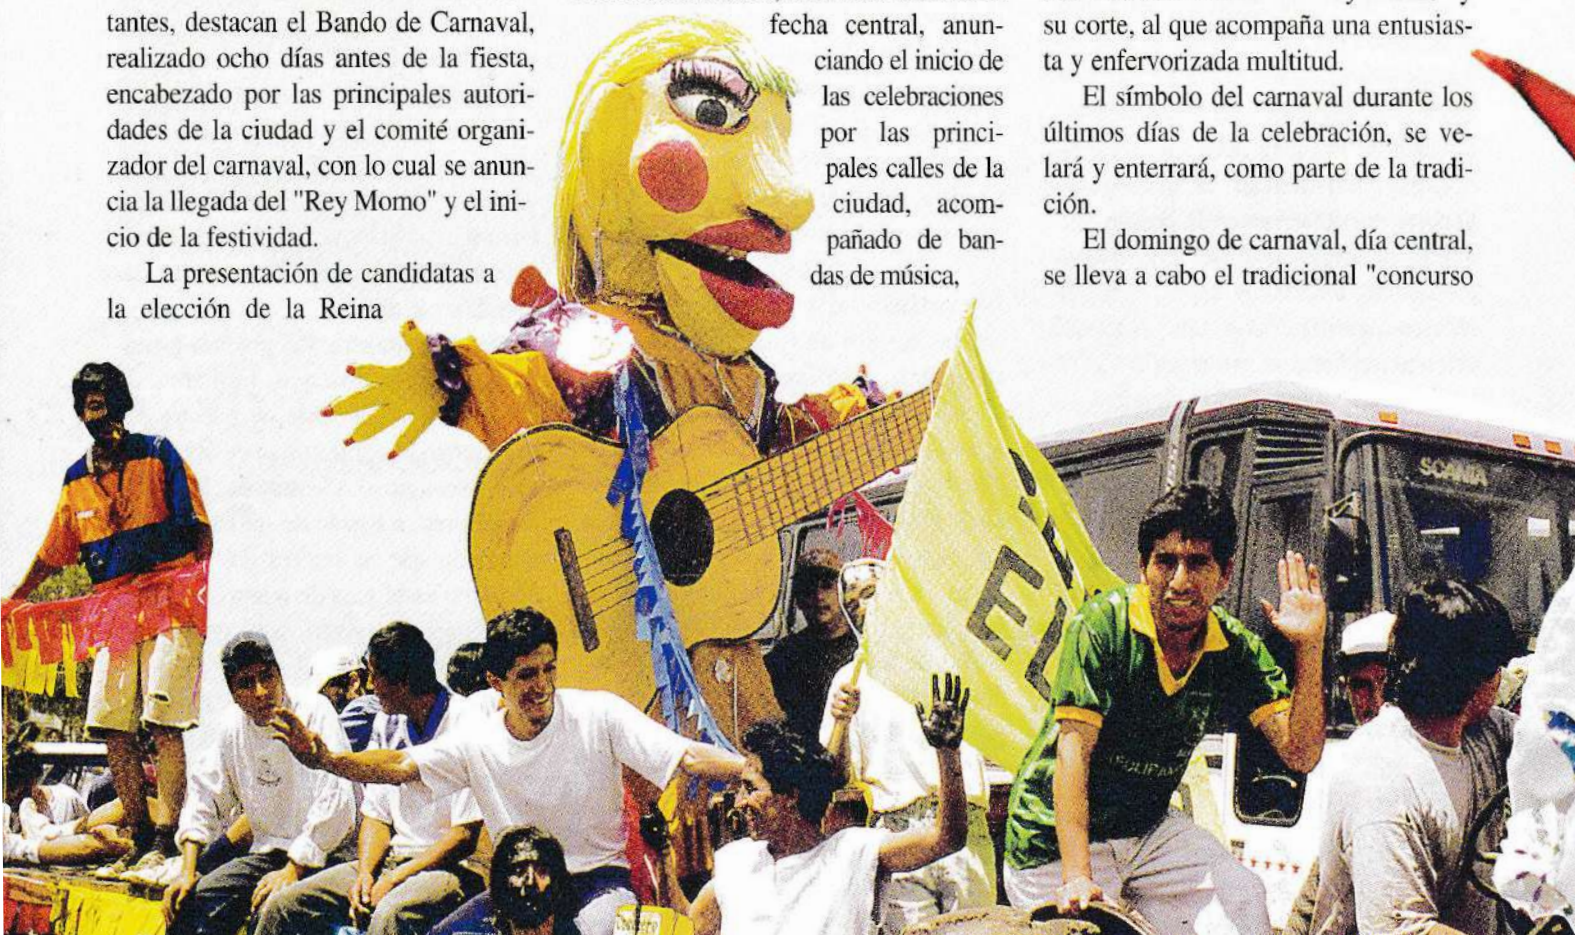 tantes, destacan el Bando de Carnaval,
realizado ocho días antes de la fiesta,
encabezado por las principales autori-
dades de la ciudad y el comité organi-
zador del carnaval, con lo cual se anun-
cia la llegada del "Rey Momo" y el ini-
cio de la festividad.
La presentación de candidatas a
la elección de la Reina
fecha central, anun-
ciando el inicio de
las celebraciones
por las princi-
pales calles de la
ciudad, acom-
pañado de ban-
das de música,
su corte, al que acompaña una entusias-
ta y enfervorizada multitud.
El símbolo del carnaval durante los
últimos días de la celebración, se ve-
lará y enterrará, como parte de la tradi-
ción.
El domingo de carnaval, día central,
se lleva a cabo el tradicional "concurso
SCANIA